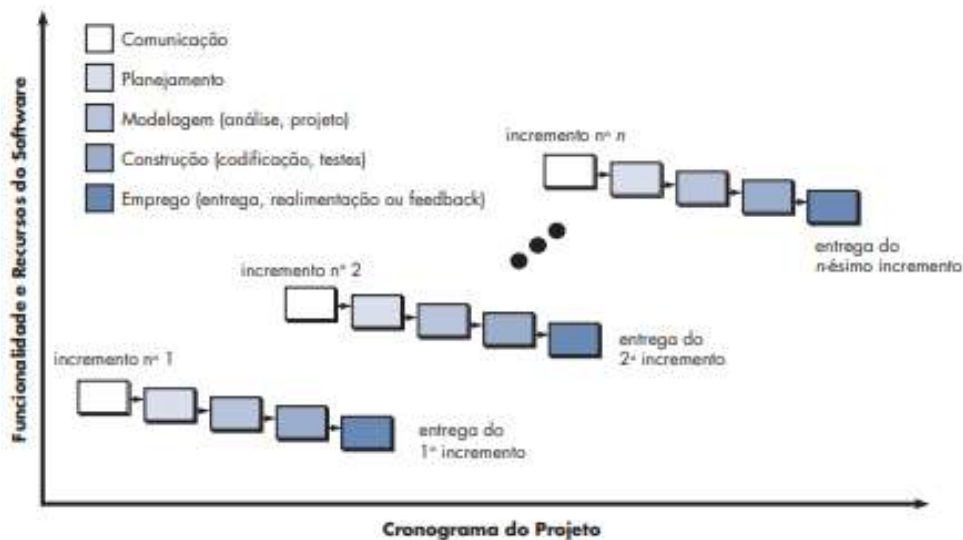 Funcionalidade e Recursos do Software
Comunicação
Planejamento
Modelagem (análise, projeto)
Construção (codificação, testes)
Emprego (entrega, realimentação ou feedback)
incremento nº n
entrega do
n-ésimo incremento
incremento nº 2
entrega do
2º incremento
incremento nº 1
entrega do
1º incremento
Cronograma do Projeto